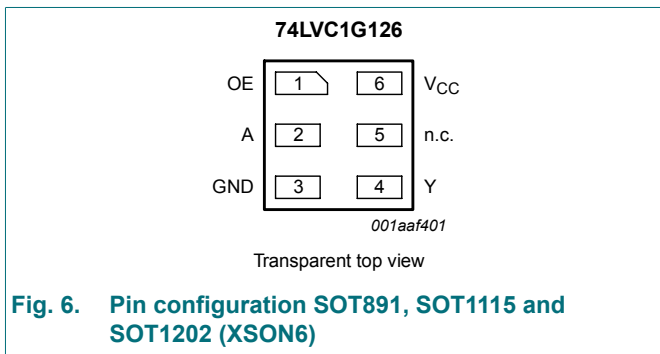 74LVC1G126
OE 1 6 VCC
A 2 5 n.c.
GND 3 4 Y
001aaf401
Transparent top view
Fig. 6. Pin configuration SOT891, SOT1115 and
SOT1202 (XSON6)